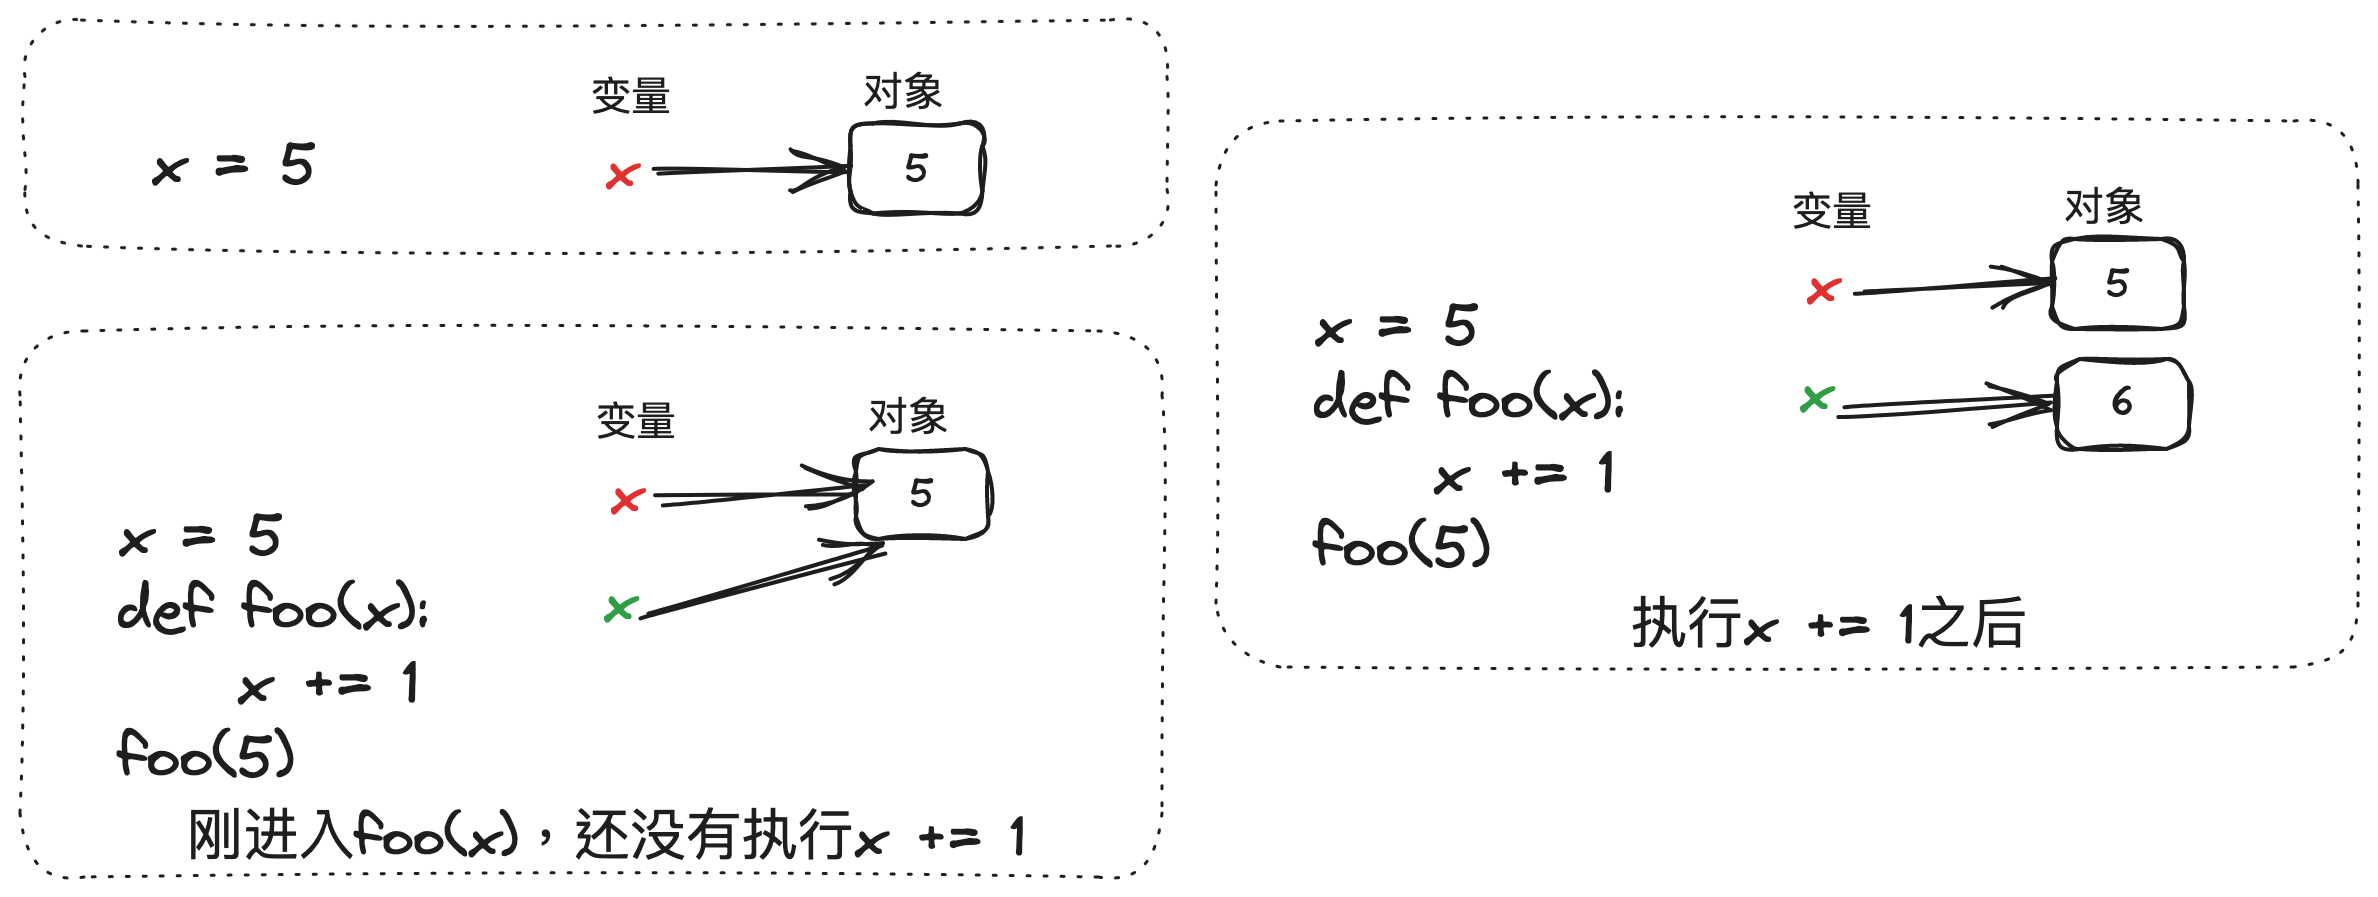 变量 对象
x = 5
x 5
变量 对象
x 5
x
x = 5
def foo(x):
x += 1
foo(5)
刚进入foo(x)，还没有执行x += 1
变量 对象
x 5
x 6
x = 5
def foo(x):
x += 1
foo(5)
执行x += 1之后